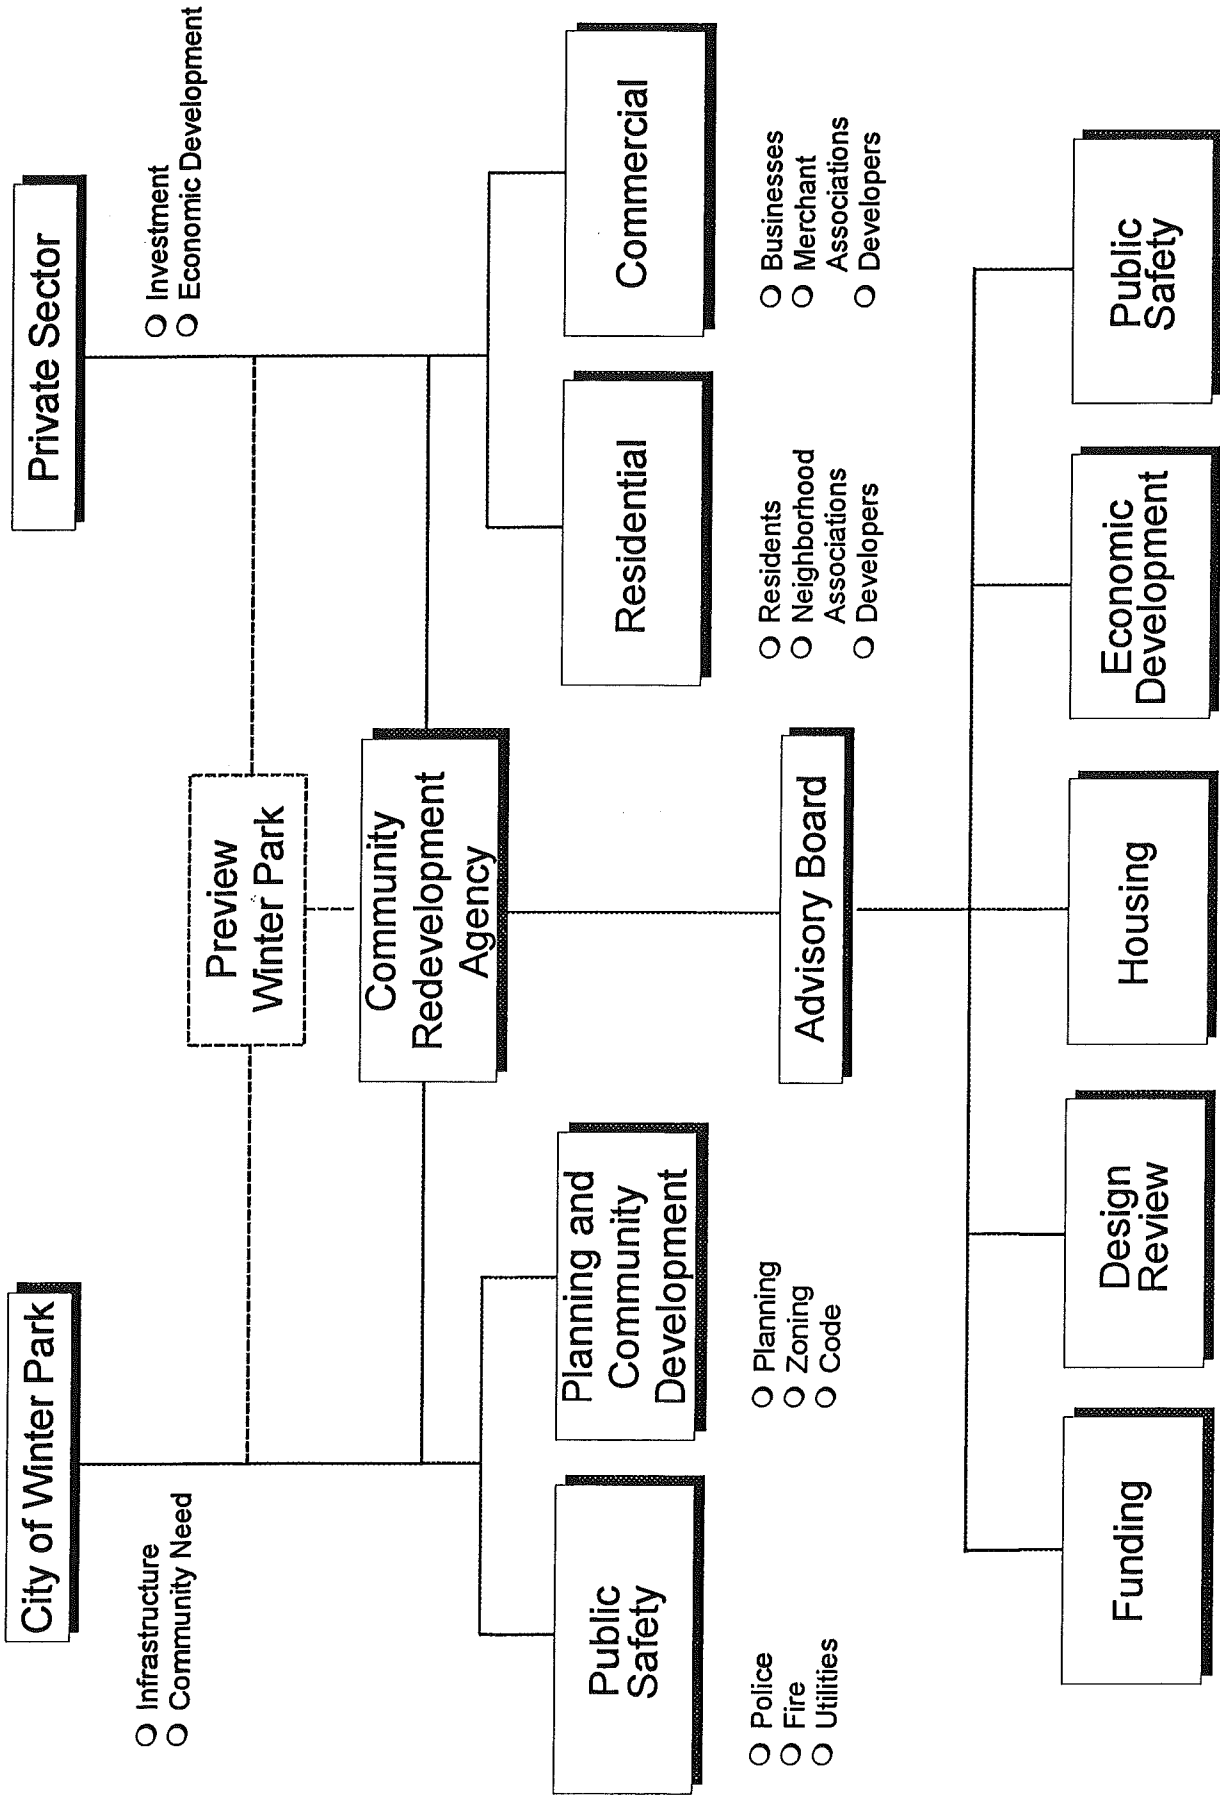 City of Winter Park
Private Sector
Infrastructure
Community Need
Investment
Economic Development
Preview
Winter Park
Community
Redevelopment
Agency
Public
Safety
Planning and
Community
Development
Residential
Commercial
Police
Fire
Utilities
Planning
Zoning
Code
Residents
Neighborhood
Associations
Developers
Businesses
Merchant
Associations
Developers
Advisory Board
Funding
Design
Review
Housing
Economic
Development
Public
Safety